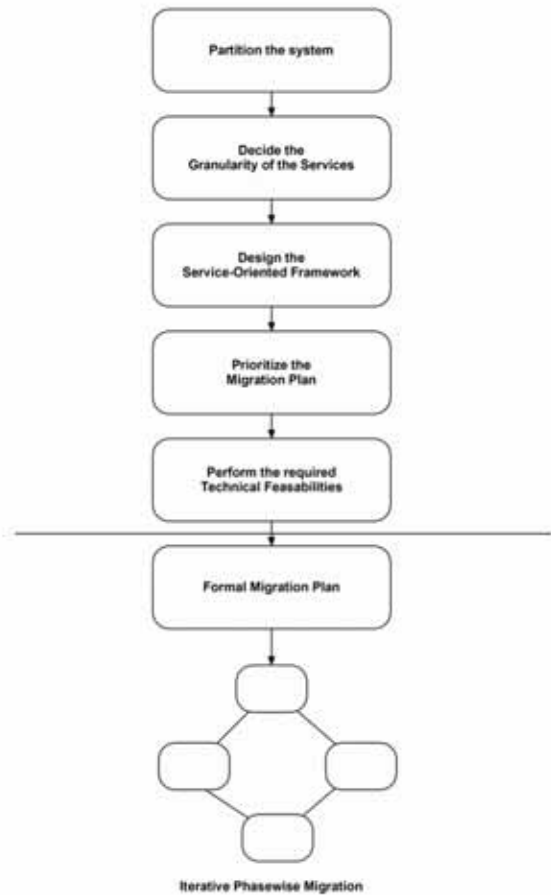 Partition the system
Decide the
Granularity of the Services
Design the
Service-Oriented Framework
Prioritize the
Migration Plan
Perform the required
Technical Feasabilities
Formal Migration Plan
Iterative Phasewise Migration